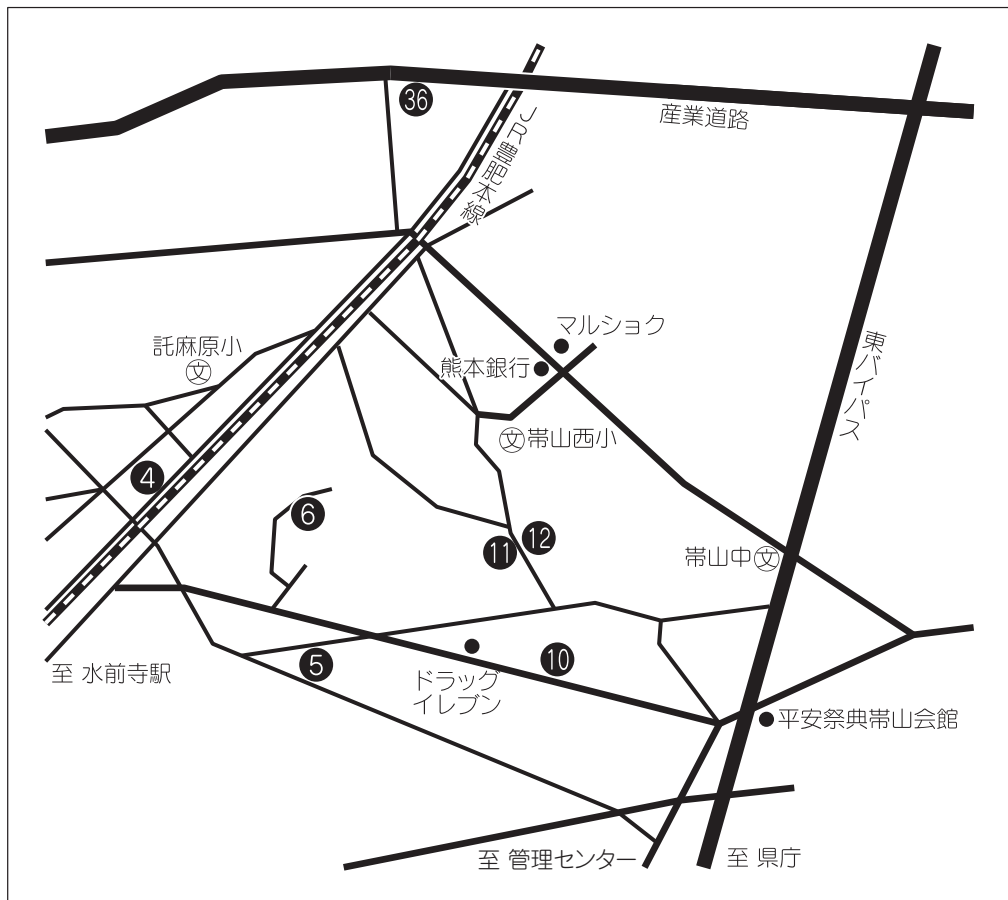 36
産業道路
JR豊肥本線
マルショク
東バイパス
託麻原小
文
熊本銀行
文帯山西小
4
6
12
11
帯山中文
5
10
至 水前寺駅
ドラッグ
イレブン
平安祭典帯山会館
至 管理センター
至 県庁